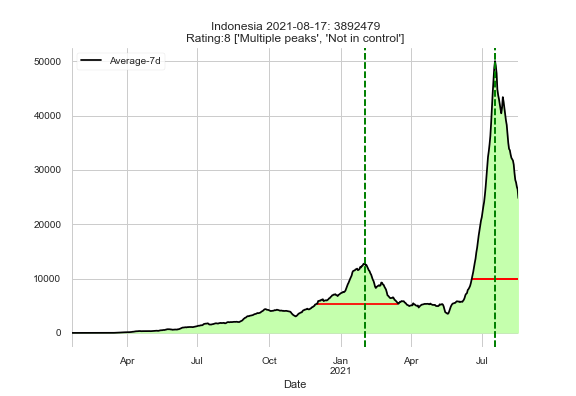 Indonesia 2021-08-17: 3892479
Rating:8 ['Multiple peaks', 'Not in control']
Average-7d
50000
40000
30000
20000
10000
0
Apr Jul Oct Jan Apr Jul
2021
Date